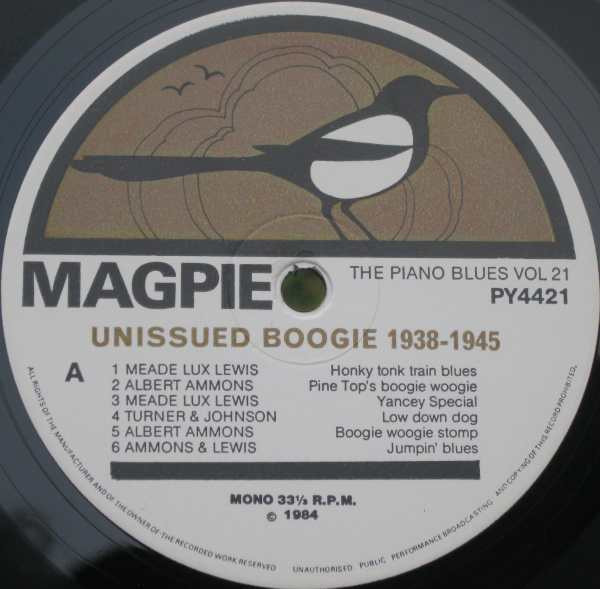 MAGPIE
THE PIANO BLUES VOL 21
PY4421
UNISSUED BOOGIE 1938-1945
A
1 MEADE LUX LEWIS Honky tonk train blues
2 ALBERT AMMONS Pine Top's boogie woogie
3 MEADE LUX LEWIS Yancey Special
4 TURNER & JOHNSON Low down dog
5 ALBERT AMMONS Boogie woogie stomp
6 AMMONS & LEWIS Jumpin' blues
MONO 33⅓ R.P.M.
© 1984
ALL RIGHTS OF THE MANUFACTURER AND OF THE OWNER OF THE RECORDED WORK RESERVED UNAUTHORISED PUBLIC PERFORMANCE BROADCASTING AND COPYING OF THIS RECORD PROHIBITED.